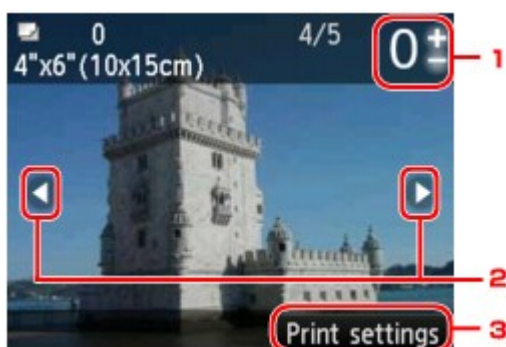 0 4/5 0 + 1
-
4"x6"(10x15cm)
2
Print settings 3